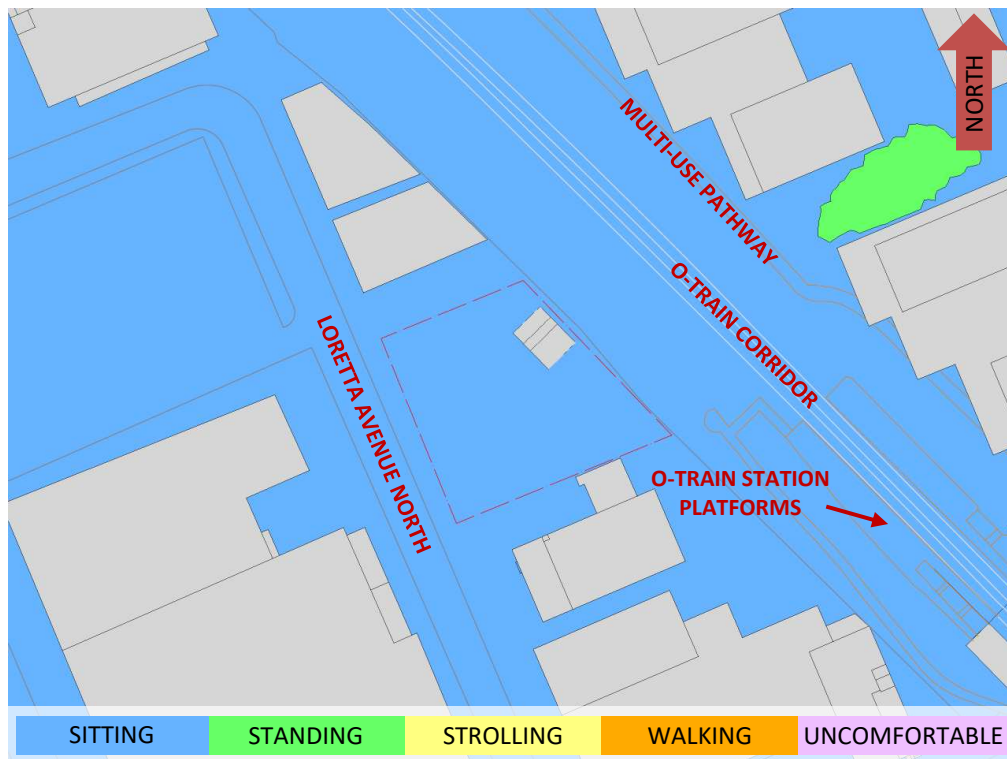 NORTH
MULTI-USE PATHWAY
O-TRAIN CORRIDOR
LORETTA AVENUE NORTH
O-TRAIN STATION
PLATFORMS
SITTING
STANDING
STROLLING
WALKING
UNCOMFORTABLE